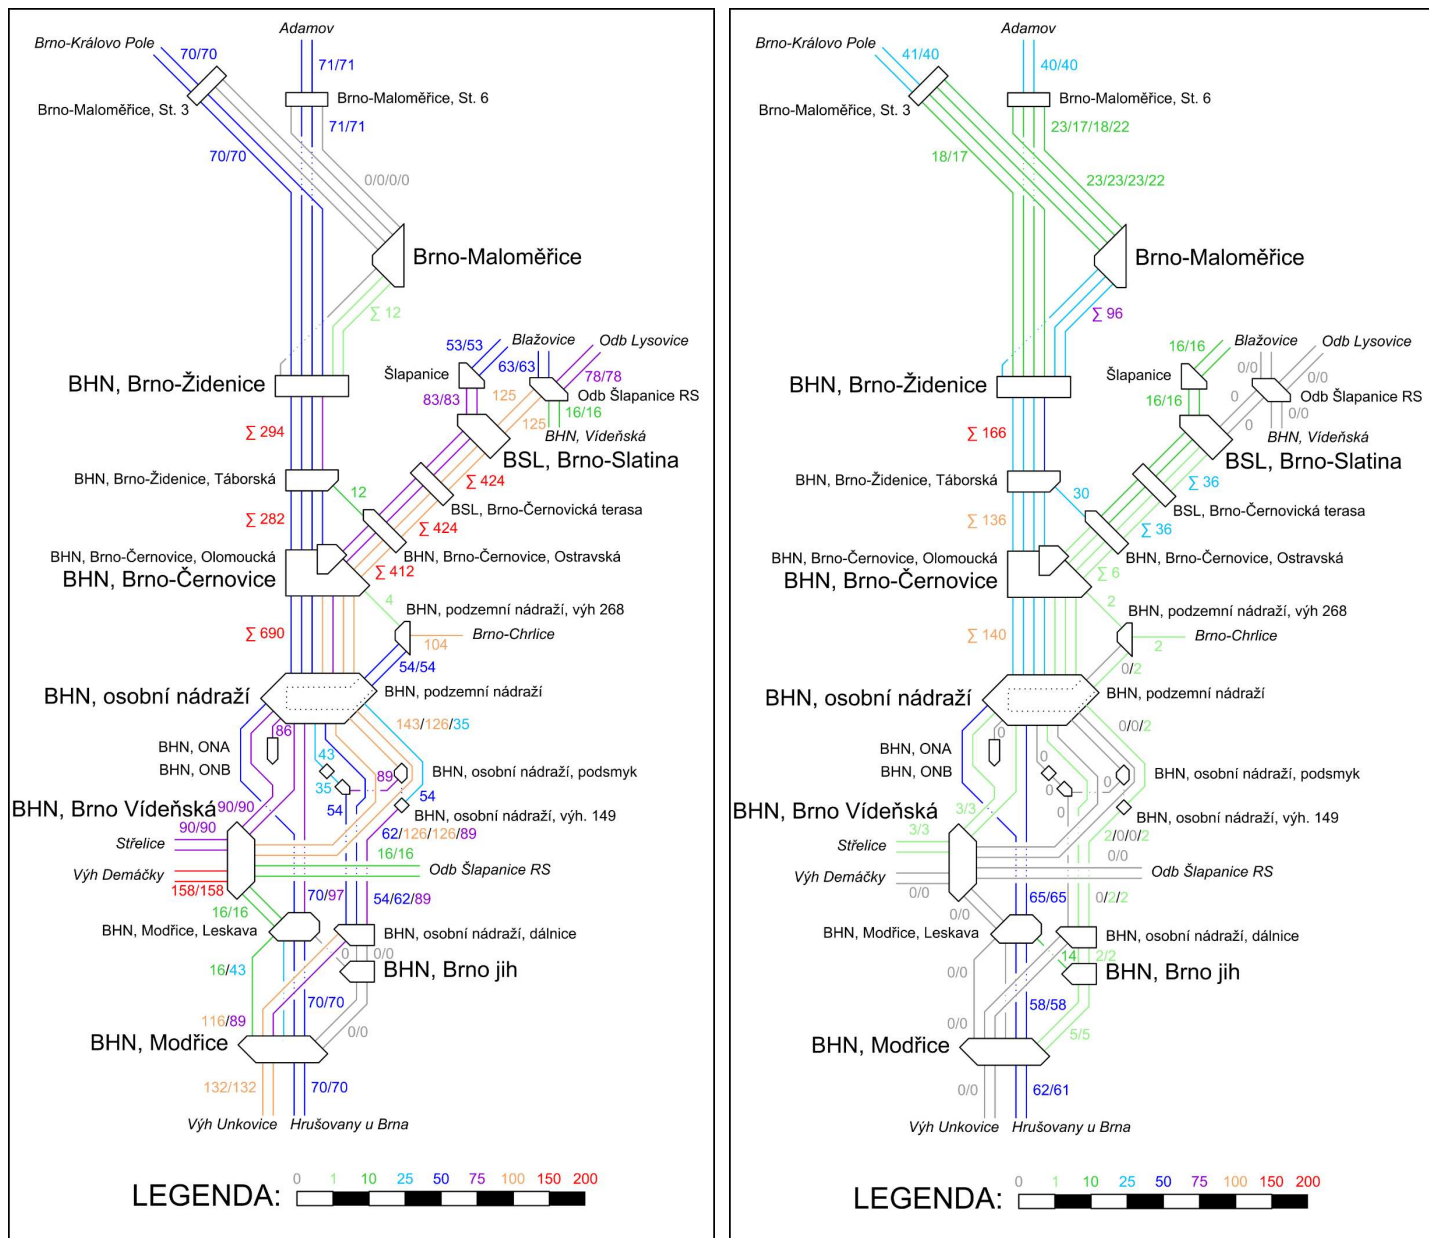 Adamov
Brno-Královo Pole
70/70
71/71
Brno-Maloměřice, St. 6
Brno-Maloměřice, St. 3
71/71
70/70
0/0/0/0
Brno-Maloměřice
∑ 12
Blažovice
Odb Lysovice
53/53
63/63
Šlapanice
78/78
BHN, Brno-Židenice
83/83
125
Odb Šlapanice RS
16/16
125
BHN, Vídeňská
∑ 294
BSL, Brno-Slatina
BHN, Brno-Židenice, Táborská
∑ 424
12
BSL, Brno-Černovická terasa
∑ 282
∑ 424
BHN, Brno-Černovice, Olomoucká
BHN, Brno-Černovice, Ostravská
∑ 412
BHN, Brno-Černovice
4
BHN, podzemní nádraží, výh 268
∑ 690
Brno-Chrlice
104
54/54
BHN, osobní nádraží
BHN, podzemní nádraží
143/126/35
86
BHN, ONA
43
BHN, ONB
89
BHN, osobní nádraží, podsmyk
35
54
BHN, Brno Vídeňská
90/90
54
BHN, osobní nádraží, výh. 149
90/90
62/126/126/89
Střelice
16/16
Odb Šlapanice RS
Výh Demáčky
158/158
70/97
54/62/89
16/16
BHN, Modřice, Leskava
BHN, osobní nádraží, dálnice
0
0/0
16/43
BHN, Brno jih
70/70
116/89
0/0
BHN, Modřice
132/132
70/70
Výh Unkovice
Hrušovany u Brna
LEGENDA:
0 1 10 25 50 75 100 150 200
Adamov
Brno-Královo Pole
41/40
40/40
Brno-Maloměřice, St. 6
Brno-Maloměřice, St. 3
23/17/18/22
18/17
23/23/23/22
Brno-Maloměřice
∑ 96
Blažovice
Odb Lysovice
16/16
0/0
Šlapanice
0/0
BHN, Brno-Židenice
16/16
0
Odb Šlapanice RS
0/0
0
BHN, Vídeňská
∑ 166
BSL, Brno-Slatina
BHN, Brno-Židenice, Táborská
∑ 36
30
BSL, Brno-Černovická terasa
∑ 136
∑ 36
BHN, Brno-Černovice, Olomoucká
BHN, Brno-Černovice, Ostravská
∑ 6
BHN, Brno-Černovice
2
BHN, podzemní nádraží, výh 268
∑ 140
Brno-Chrlice
2
0/2
BHN, osobní nádraží
BHN, podzemní nádraží
0/0/2
0
BHN, ONA
0
BHN, ONB
0
BHN, osobní nádraží, podsmyk
0
0
BHN, Brno Vídeňská
3/3
2
BHN, osobní nádraží, výh. 149
3/3
2/0/0/2
Střelice
0/0
Odb Šlapanice RS
Výh Demáčky
0/0
65/65
0/2/2
0/0
BHN, Modřice, Leskava
BHN, osobní nádraží, dálnice
14
2/2
0/0
BHN, Brno jih
58/58
0/0
5/5
BHN, Modřice
0/0
62/61
Výh Unkovice
Hrušovany u Brna
LEGENDA:
0 1 10 25 50 75 100 150 200